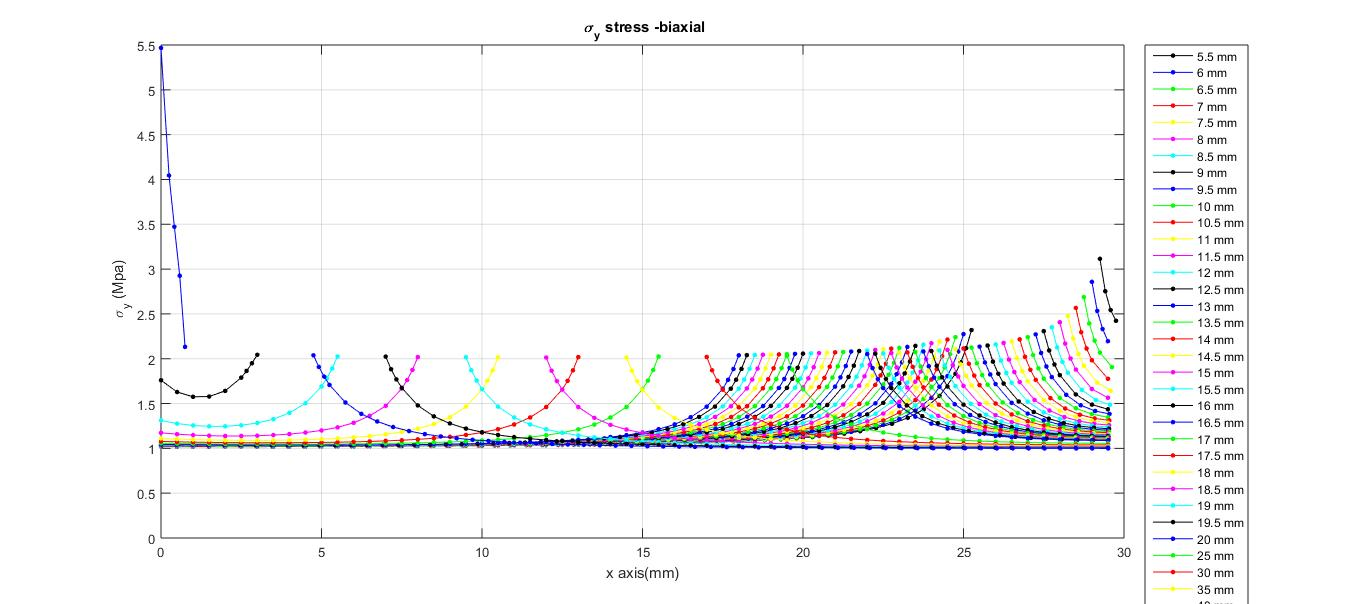 σy stress -biaxial
5.5
5
4.5
4
3.5
3
2.5
2
1.5
1
0.5
0
σy (Mpa)
0 5 10 15 20 25 30
x axis(mm)
5.5 mm
6 mm
6.5 mm
7 mm
7.5 mm
8 mm
8.5 mm
9 mm
9.5 mm
10 mm
10.5 mm
11 mm
11.5 mm
12 mm
12.5 mm
13 mm
13.5 mm
14 mm
14.5 mm
15 mm
15.5 mm
16 mm
16.5 mm
17 mm
17.5 mm
18 mm
18.5 mm
19 mm
19.5 mm
20 mm
25 mm
30 mm
35 mm